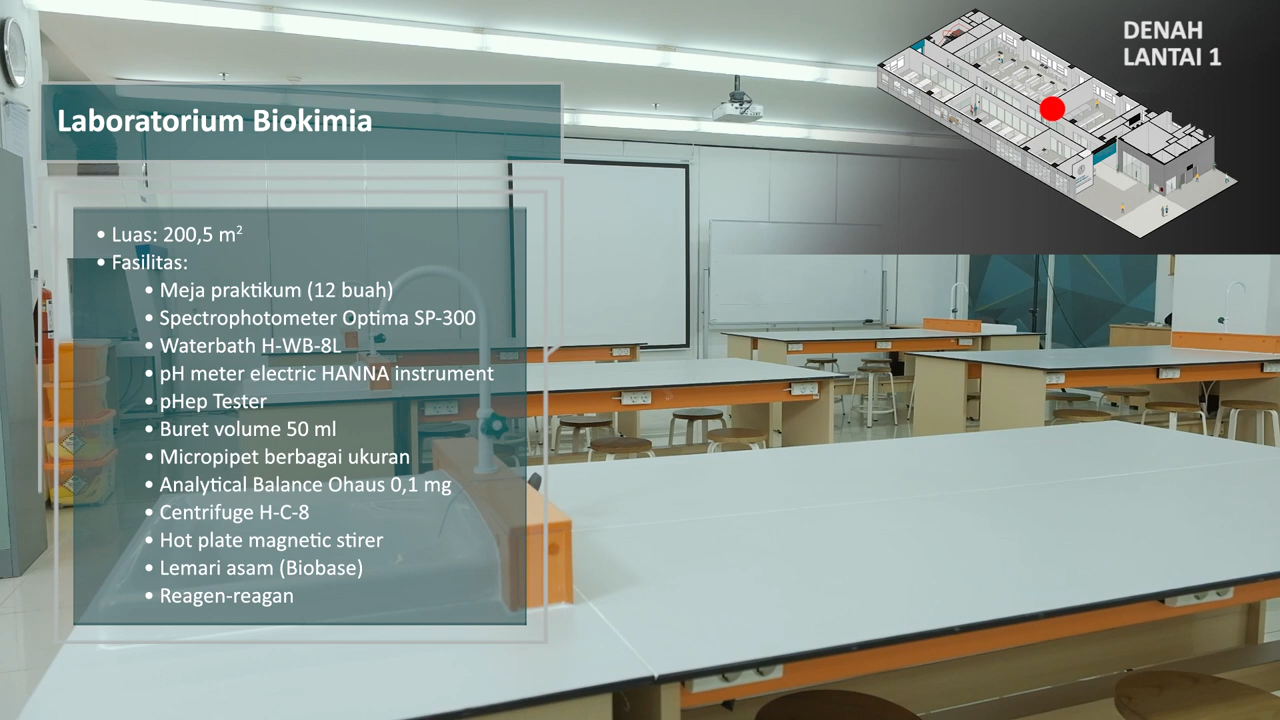 DENAH
LANTAI 1
Laboratorium Biokimia
• Luas: 200,5 m²
• Fasilitas:
• Meja praktikum (12 buah)
• Spectrophotometer Optima SP-300
• Waterbath H-WB-8L
• pH meter electric HANNA instrument
• pHep Tester
• Buret volume 50 ml
• Micropipet berbagai ukuran
• Analytical Balance Ohaus 0,1 mg
• Centrifuge H-C-8
• Hot plate magnetic stirer
• Lemari asam (Biobase)
• Reagen-reagan